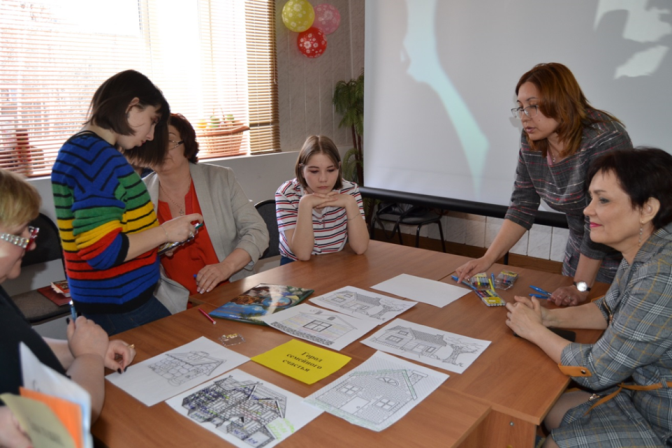 Город
семейного
счастья